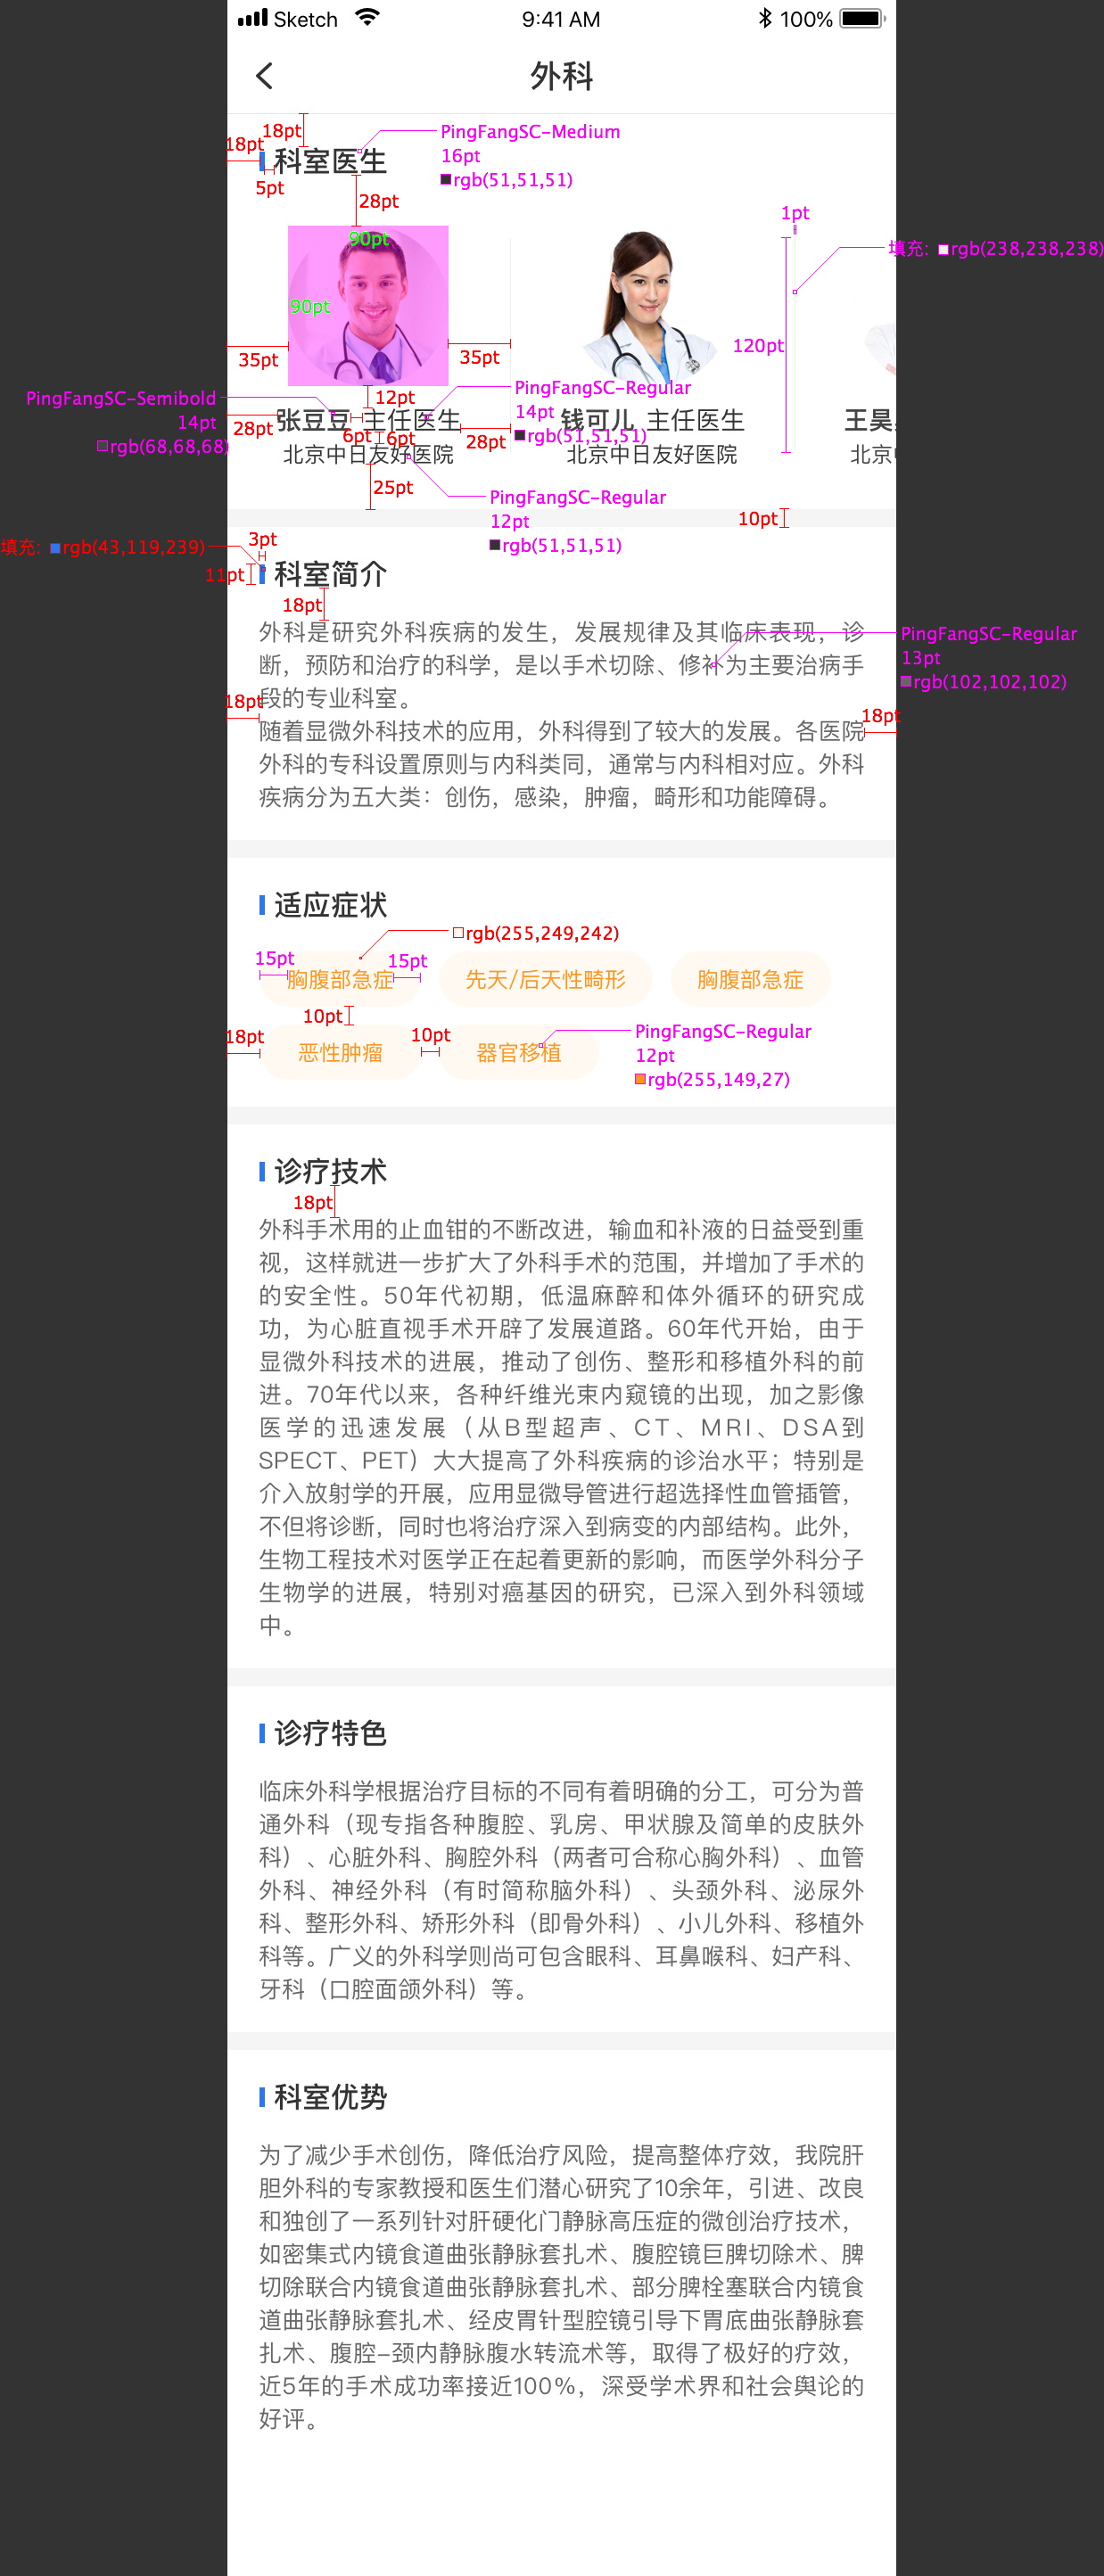 Sketch 9:41 AM 100%
外科
18pt
18pt
PingFangSC-Medium
16pt
rgb(51,51,51)
科室医生
5pt
28pt
1pt
90pt
填充: rgb(238,238,238)
90pt
120pt
35pt
35pt
12pt
PingFangSC-Semibold
14pt
rgb(68,68,68)
PingFangSC-Regular
14pt
rgb(51,51,51)
28pt
张豆豆 主任医生
钱可儿 主任医生
王昊
6pt
6pt
28pt
北京中日友好医院
北京中日友好医院
北京
25pt
PingFangSC-Regular
12pt
rgb(51,51,51)
10pt
3pt
填充: rgb(43,119,239)
11pt
科室简介
18pt
外科是研究外科疾病的发生，发展规律及其临床表现，诊
断，预防和治疗的科学，是以手术切除、修补为主要治病手
段的专业科室。
PingFangSC-Regular
13pt
rgb(102,102,102)
18pt
18pt
随着显微外科技术的应用，外科得到了较大的发展。各医院
外科的专科设置原则与内科类同，通常与内科相对应。外科
疾病分为五大类：创伤，感染，肿瘤，畸形和功能障碍。
适应症状
rgb(255,249,242)
15pt
15pt
胸腹部急症 先天/后天性畸形 胸腹部急症
10pt
18pt
10pt
恶性肿瘤 器官移植
PingFangSC-Regular
12pt
rgb(255,149,27)
诊疗技术
18pt
外科手术用的止血钳的不断改进，输血和补液的日益受到重
视，这样就进一步扩大了外科手术的范围，并增加了手术的
的安全性。50年代初期，低温麻醉和体外循环的研究成
功，为心脏直视手术开辟了发展道路。60年代开始，由于
显微外科技术的进展，推动了创伤、整形和移植外科的前
进。70年代以来，各种纤维光束内窥镜的出现，加之影像
医学的迅速发展（从B型超声、CT、MRI、DSA到
SPECT、PET）大大提高了外科疾病的诊治水平；特别是
介入放射学的开展，应用显微导管进行超选择性血管插管，
不但将诊断，同时也将治疗深入到病变的内部结构。此外，
生物工程技术对医学正在起着更新的影响，而医学外科分子
生物学的进展，特别对癌基因的研究，已深入到外科领域
中。
诊疗特色
临床外科学根据治疗目标的不同有着明确的分工，可分为普
通外科（现专指各种腹腔、乳房、甲状腺及简单的皮肤外
科）、心脏外科、胸腔外科（两者可合称心胸外科）、血管
外科、神经外科（有时简称脑外科）、头颈外科、泌尿外
科、整形外科、矫形外科（即骨外科）、小儿外科、移植外
科等。广义的外科学则尚可包含眼科、耳鼻喉科、妇产科、
牙科（口腔面颌外科）等。
科室优势
为了减少手术创伤，降低治疗风险，提高整体疗效，我院肝
胆外科的专家教授和医生们潜心研究了10余年，引进、改良
和独创了一系列针对肝硬化门静脉高压症的微创治疗技术，
如密集式内镜食道曲张静脉套扎术、腹腔镜巨脾切除术、脾
切除联合内镜食道曲张静脉套扎术、部分脾栓塞联合内镜食
道曲张静脉套扎术、经皮胃针型腔镜引导下胃底曲张静脉套
扎术、腹腔-颈内静脉腹水转流术等，取得了极好的疗效，
近5年的手术成功率接近100%，深受学术界和社会舆论的
好评。